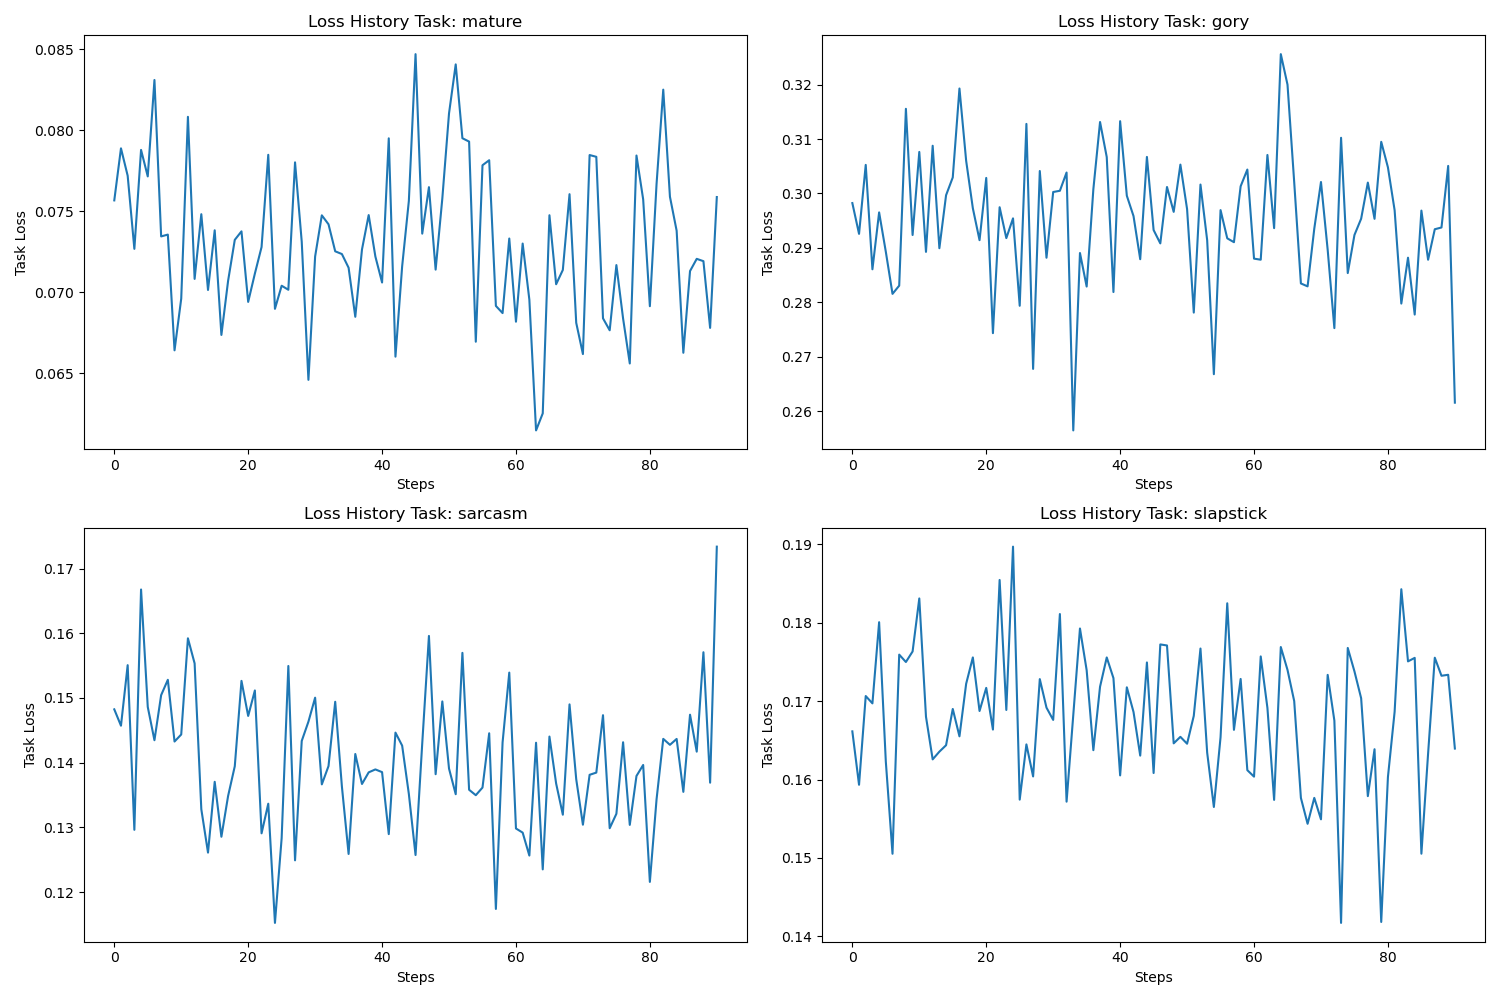 Loss History Task: mature
0.085
0.080
0.075
0.070
0.065
Task Loss
0 20 40 60 80
Steps
Loss History Task: gory
0.32
0.31
0.30
0.29
0.28
0.27
0.26
Task Loss
0 20 40 60 80
Steps
Loss History Task: sarcasm
0.17
0.16
0.15
0.14
0.13
0.12
Task Loss
0 20 40 60 80
Steps
Loss History Task: slapstick
0.19
0.18
0.17
0.16
0.15
0.14
Task Loss
0 20 40 60 80
Steps